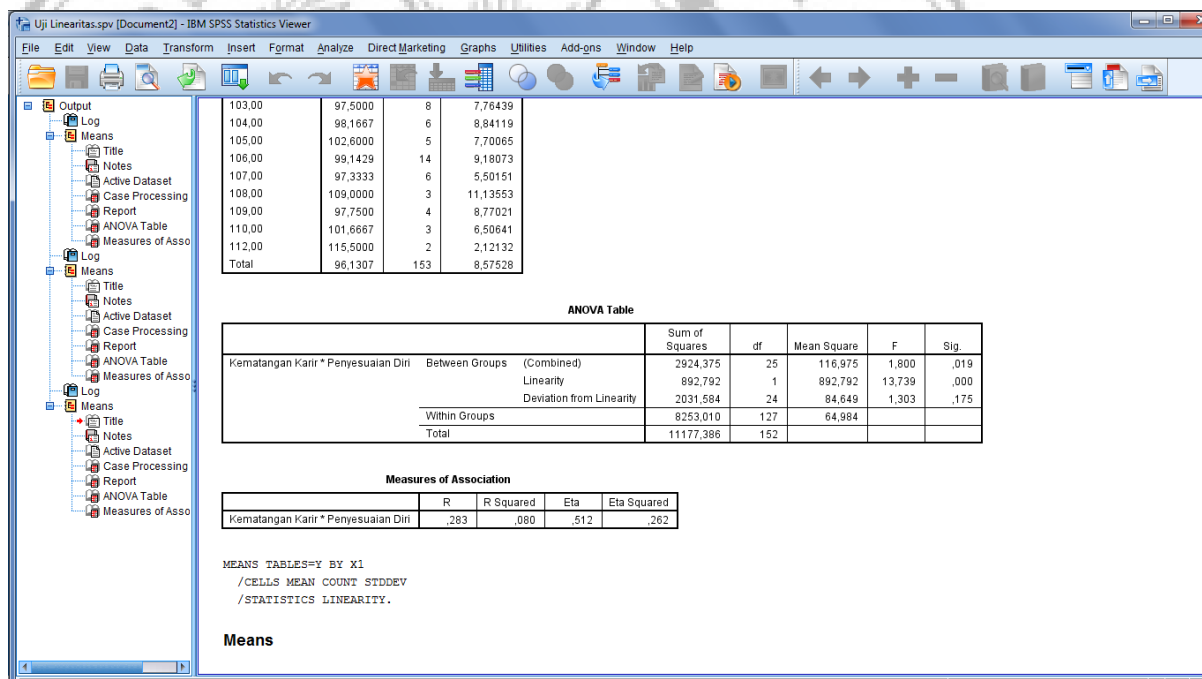 Uji Linearitas.spv [Document2] - IBM SPSS Statistics Viewer
File Edit View Data Transform Insert Format Analyze Direct Marketing Graphs Utilities Add-ons Window Help
Output
Log
Means
Title
Notes
Active Dataset
Case Processing
Report
ANOVA Table
Measures of Asso
Log
Means
Title
Notes
Active Dataset
Case Processing
Report
ANOVA Table
Measures of Asso
Log
Means
Title
Notes
Active Dataset
Case Processing
Report
ANOVA Table
Measures of Asso
103,00 97,5000 8 7,76439
104,00 98,1667 6 8,84119
105,00 102,6000 5 7,70065
106,00 99,1429 14 9,18073
107,00 97,3333 6 5,50151
108,00 109,0000 3 11,13553
109,00 97,7500 4 8,77021
110,00 101,6667 3 6,50641
112,00 115,5000 2 2,12132
Total 96,1307 153 8,57528
ANOVA Table
Sum of Squares df Mean Square F Sig.
Kematangan Karir * Penyesuaian Diri Between Groups (Combined) 2924,375 25 116,975 1,800 ,019
Linearity 892,792 1 892,792 13,739 ,000
Deviation from Linearity 2031,584 24 84,649 1,303 ,175
Within Groups 8253,010 127 64,984
Total 11177,386 152
Measures of Association
R R Squared Eta Eta Squared
Kematangan Karir * Penyesuaian Diri ,283 ,080 ,512 ,262
MEANS TABLES=Y BY X1
/CELLS MEAN COUNT STDDEV
/STATISTICS LINEARITY.
Means